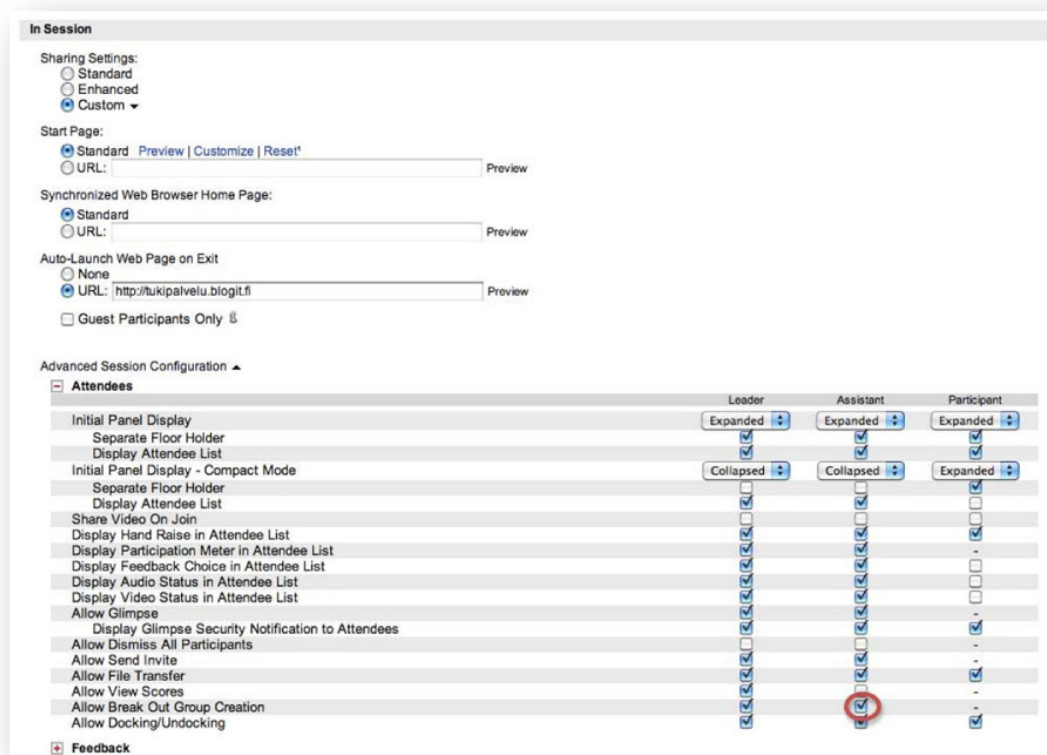 In Session
Sharing Settings:
Standard
Enhanced
Custom
Start Page:
Standard Preview | Customize | Reset¹
URL: Preview
Synchronized Web Browser Home Page:
Standard
URL: Preview
Auto-Launch Web Page on Exit
None
URL: http://tukipalvelu.blogit.fi Preview
Guest Participants Only
Advanced Session Configuration
Attendees
Leader Assistant Participant
Initial Panel Display Expanded Expanded Expanded
Separate Floor Holder
Display Attendee List
Initial Panel Display - Compact Mode Collapsed Collapsed Expanded
Separate Floor Holder
Display Attendee List
Share Video On Join
Display Hand Raise in Attendee List
Display Participation Meter in Attendee List -
Display Feedback Choice in Attendee List
Display Audio Status in Attendee List
Display Video Status in Attendee List
Allow Glimpse -
Display Glimpse Security Notification to Attendees
Allow Dismiss All Participants -
Allow Send Invite -
Allow File Transfer
Allow View Scores -
Allow Break Out Group Creation -
Allow Docking/Undocking
Feedback